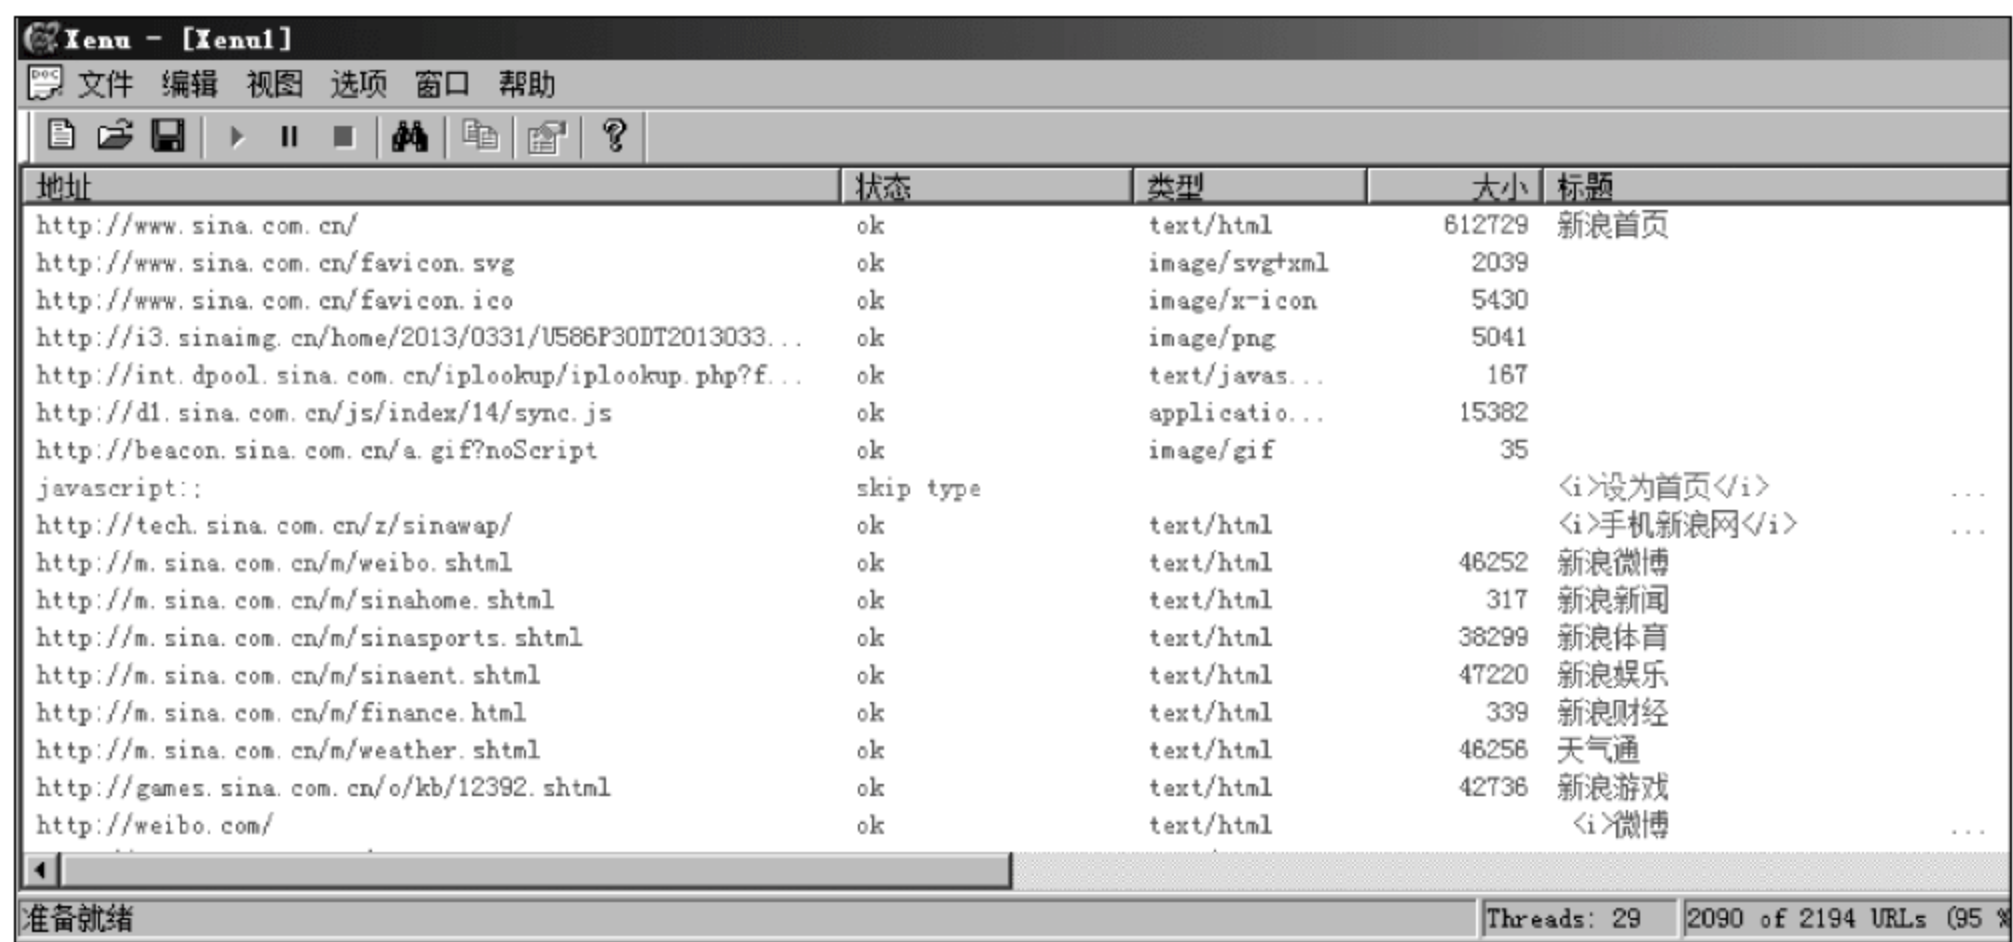 Xenu - [Xenu1]
文件 编辑 视图 选项 窗口 帮助
地址 状态 类型 大小 标题
http://www.sina.com.cn/ ok text/html 612729 新浪首页
http://www.sina.com.cn/favicon.svg ok image/svg+xml 2039
http://www.sina.com.cn/favicon.ico ok image/x-icon 5430
http://i3.sinaimg.cn/home/2013/0331/U586P30DT2013033... ok image/png 5041
http://int.dpool.sina.com.cn/iplookup/iplookup.php?f... ok text/javas... 167
http://d1.sina.com.cn/js/index/14/sync.js ok applicatio... 15382
http://beacon.sina.com.cn/a.gif?noScript ok image/gif 35
javascript:; skip type <i>设为首页</i> ...
http://tech.sina.com.cn/z/sinawap/ ok text/html <i>手机新浪网</i> ...
http://m.sina.com.cn/m/weibo.shtml ok text/html 46252 新浪微博
http://m.sina.com.cn/m/sinahome.shtml ok text/html 317 新浪新闻
http://m.sina.com.cn/m/sinasports.shtml ok text/html 38299 新浪体育
http://m.sina.com.cn/m/sinaent.shtml ok text/html 47220 新浪娱乐
http://m.sina.com.cn/m/finance.html ok text/html 339 新浪财经
http://m.sina.com.cn/m/weather.shtml ok text/html 46256 天气通
http://games.sina.com.cn/o/kb/12392.shtml ok text/html 42736 新浪游戏
http://weibo.com/ ok text/html <i>微博 ...
准备就绪 Threads: 29 2090 of 2194 URLs (95 %